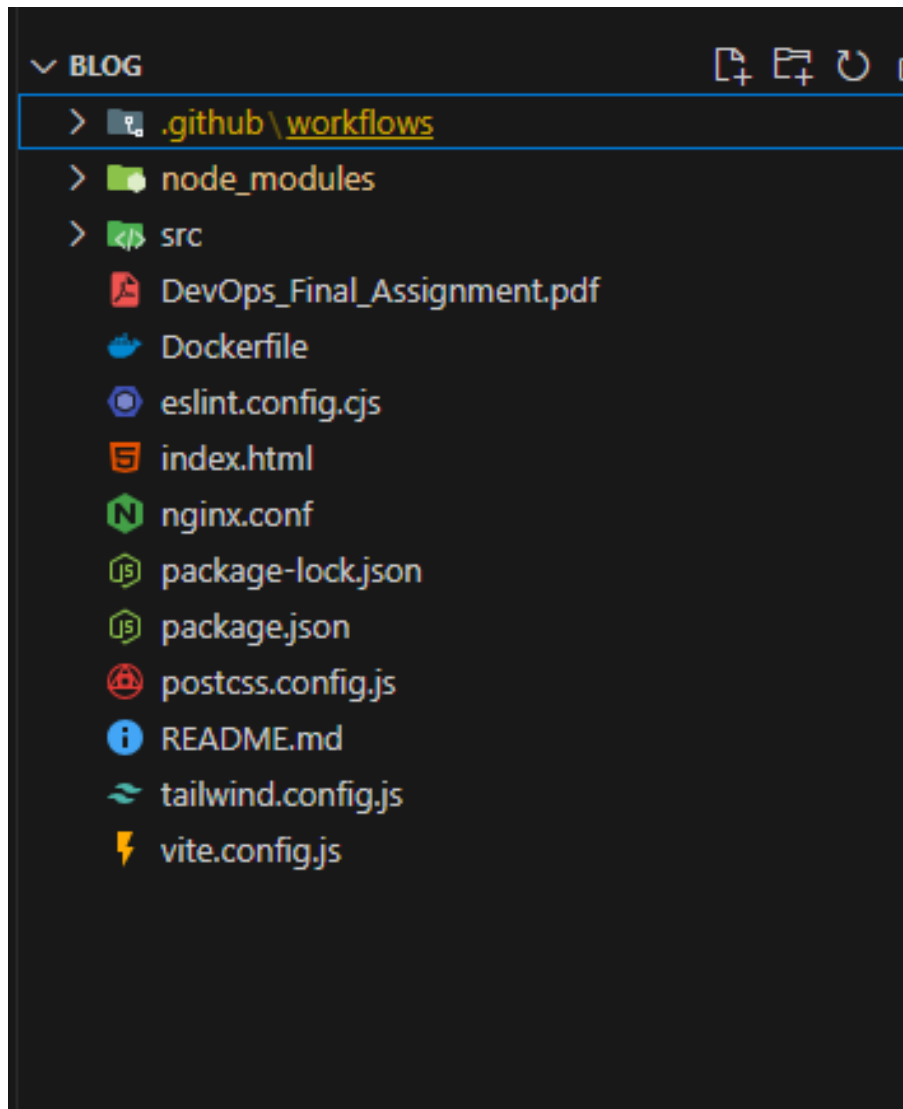 BLOG
.github\workflows
node_modules
src
DevOps_Final_Assignment.pdf
Dockerfile
eslint.config.cjs
index.html
nginx.conf
package-lock.json
package.json
postcss.config.js
README.md
tailwind.config.js
vite.config.js